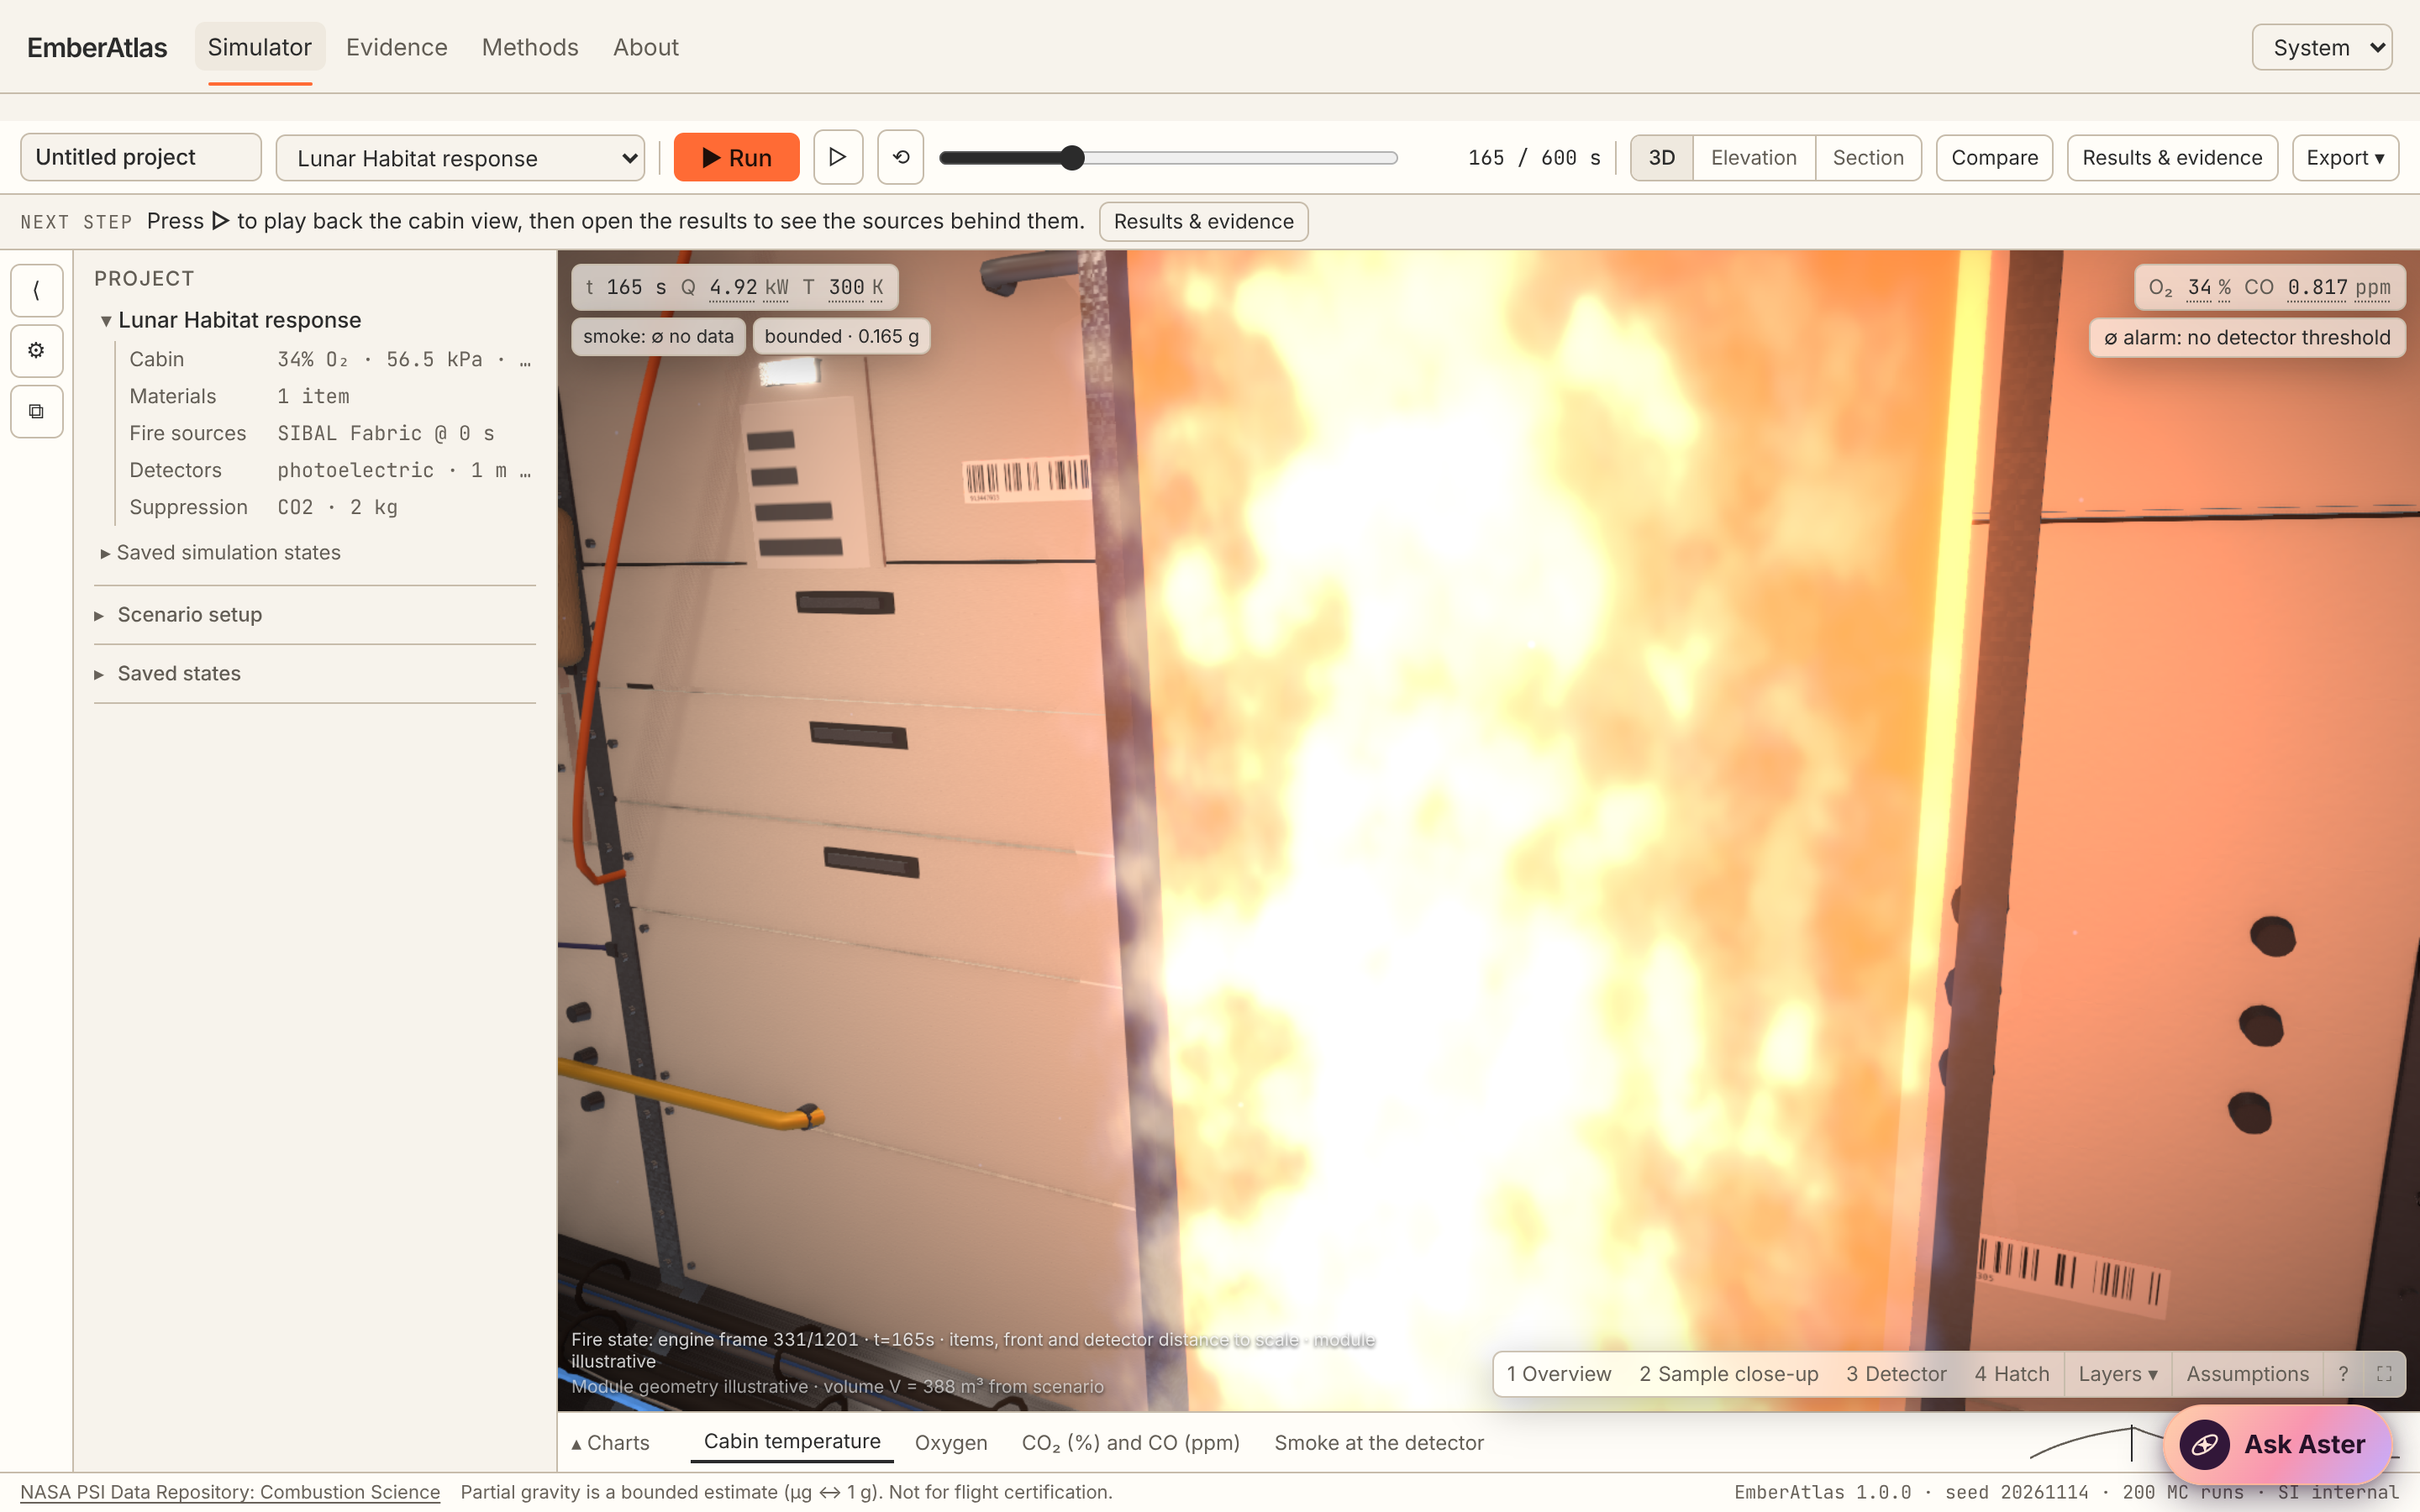 EmberAtlas Simulator Evidence Methods About System
Untitled project Lunar Habitat response ▶ Run 165 / 600 s 3D Elevation Section Compare Results & evidence Export ▾
NEXT STEP Press ▷ to play back the cabin view, then open the results to see the sources behind them. Results & evidence
PROJECT
▾ Lunar Habitat response
Cabin 34% O₂ · 56.5 kPa · …
Materials 1 item
Fire sources SIBAL Fabric @ 0 s
Detectors photoelectric · 1 m …
Suppression CO2 · 2 kg
▸ Saved simulation states
▸ Scenario setup
▸ Saved states
t 165 s Q 4.92 kW T 300 K
smoke: ⌀ no data bounded · 0.165 g
O₂ 34 % CO 0.817 ppm
⌀ alarm: no detector threshold
Fire state: engine frame 331/1201 · t=165s · items, front and detector distance to scale · module
illustrative
Module geometry illustrative · volume V = 388 m³ from scenario
1 Overview 2 Sample close-up 3 Detector 4 Hatch Layers ▾ Assumptions ?
▴ Charts Cabin temperature Oxygen CO₂ (%) and CO (ppm) Smoke at the detector
Ask Aster
NASA PSI Data Repository: Combustion Science Partial gravity is a bounded estimate (µg ↔ 1 g). Not for flight certification.
EmberAtlas 1.0.0 · seed 20261114 · 200 MC runs · SI internal